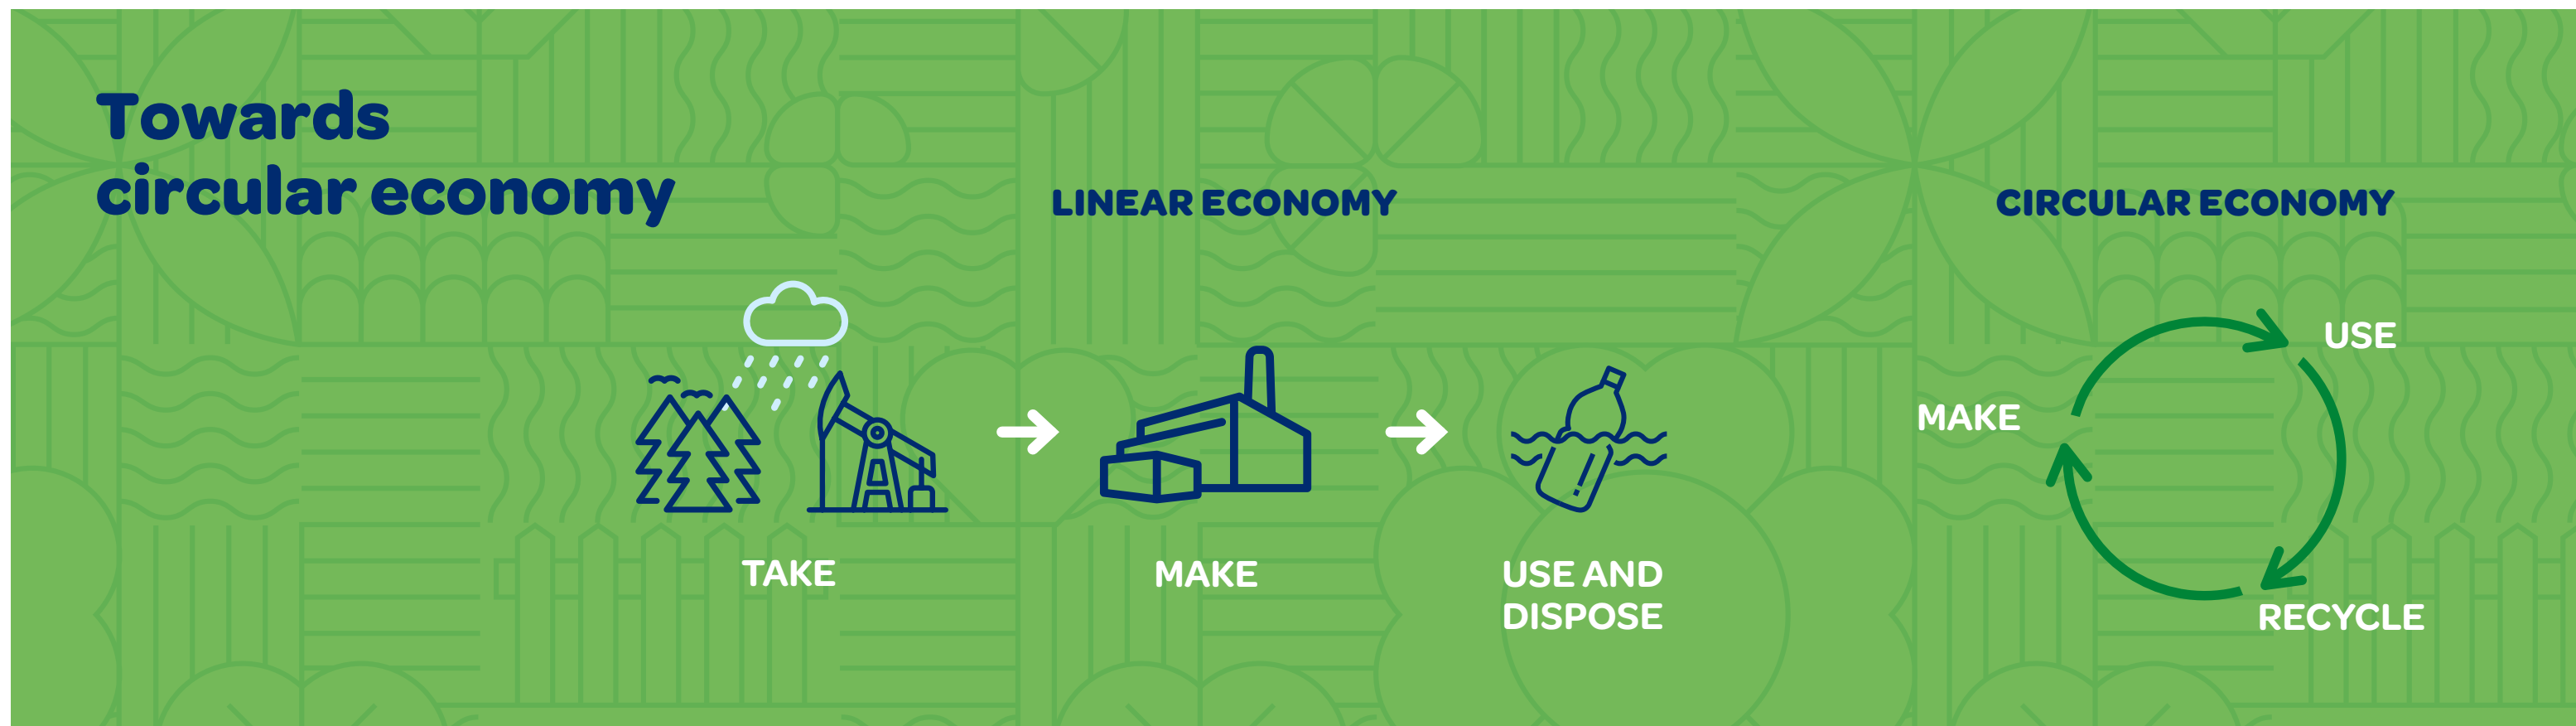 Towards
circular economy
LINEAR ECONOMY
TAKE
MAKE
USE AND
DISPOSE
CIRCULAR ECONOMY
USE
MAKE
RECYCLE